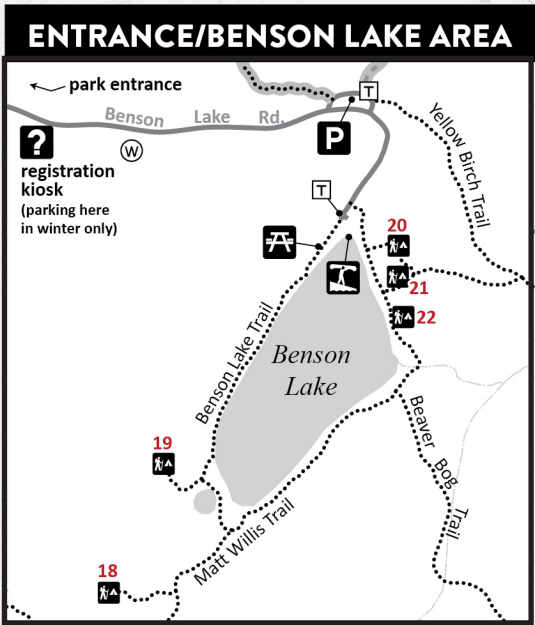 ENTRANCE/BENSON LAKE AREA
park entrance
T
Benson Lake Rd.
P
?
W
registration
kiosk
(parking here
in winter only)
Yellow Birch Trail
T
20
21
22
Benson Lake Trail
Benson
Lake
19
Beaver Bog Trail
Matt Willis Trail
18